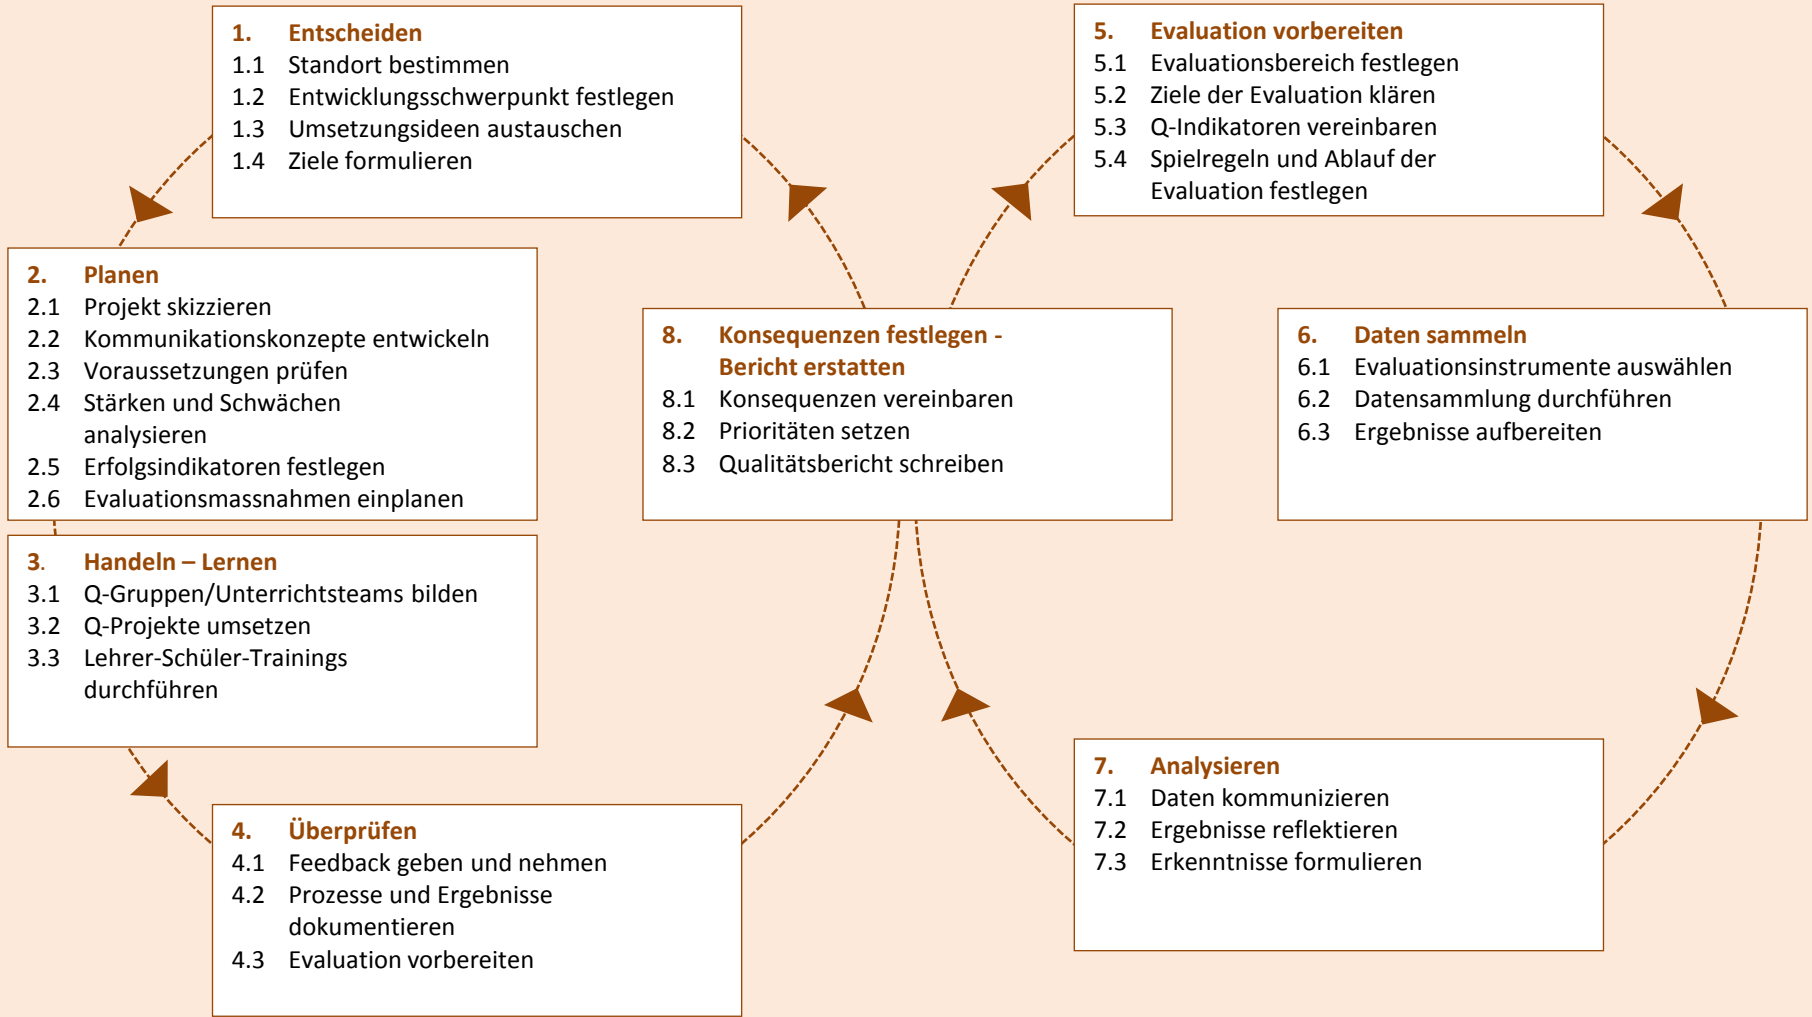 1. Entscheiden
1.1 Standort bestimmen
1.2 Entwicklungsschwerpunkt festlegen
1.3 Umsetzungsideen austauschen
1.4 Ziele formulieren
2. Planen
2.1 Projekt skizzieren
2.2 Kommunikationskonzepte entwickeln
2.3 Voraussetzungen prüfen
2.4 Stärken und Schwächen
analysieren
2.5 Erfolgsindikatoren festlegen
2.6 Evaluationsmassnahmen einplanen
3. Handeln – Lernen
3.1 Q-Gruppen/Unterrichtsteams bilden
3.2 Q-Projekte umsetzen
3.3 Lehrer-Schüler-Trainings
durchführen
4. Überprüfen
4.1 Feedback geben und nehmen
4.2 Prozesse und Ergebnisse
dokumentieren
4.3 Evaluation vorbereiten
5. Evaluation vorbereiten
5.1 Evaluationsbereich festlegen
5.2 Ziele der Evaluation klären
5.3 Q-Indikatoren vereinbaren
5.4 Spielregeln und Ablauf der
Evaluation festlegen
6. Daten sammeln
6.1 Evaluationsinstrumente auswählen
6.2 Datensammlung durchführen
6.3 Ergebnisse aufbereiten
7. Analysieren
7.1 Daten kommunizieren
7.2 Ergebnisse reflektieren
7.3 Erkenntnisse formulieren
8. Konsequenzen festlegen -
Bericht erstatten
8.1 Konsequenzen vereinbaren
8.2 Prioritäten setzen
8.3 Qualitätsbericht schreiben